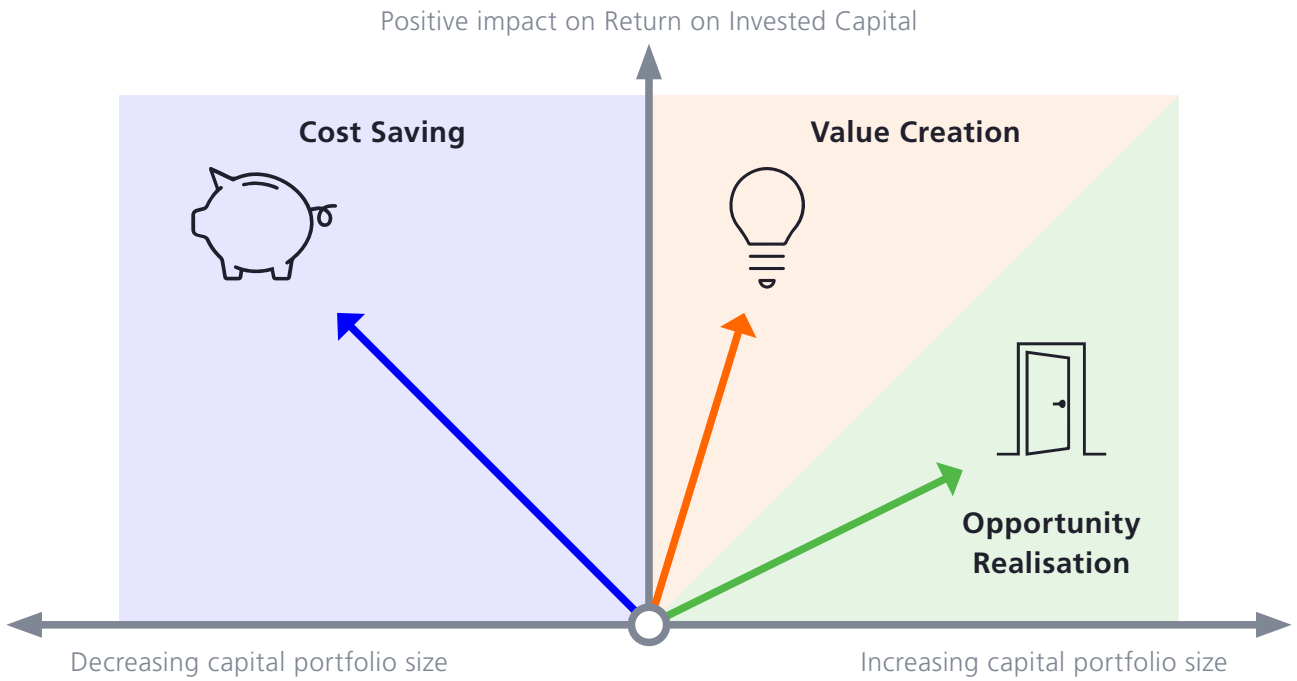 Positive impact on Return on Invested Capital
Cost Saving
Value Creation
Opportunity
Realisation
Decreasing capital portfolio size
Increasing capital portfolio size